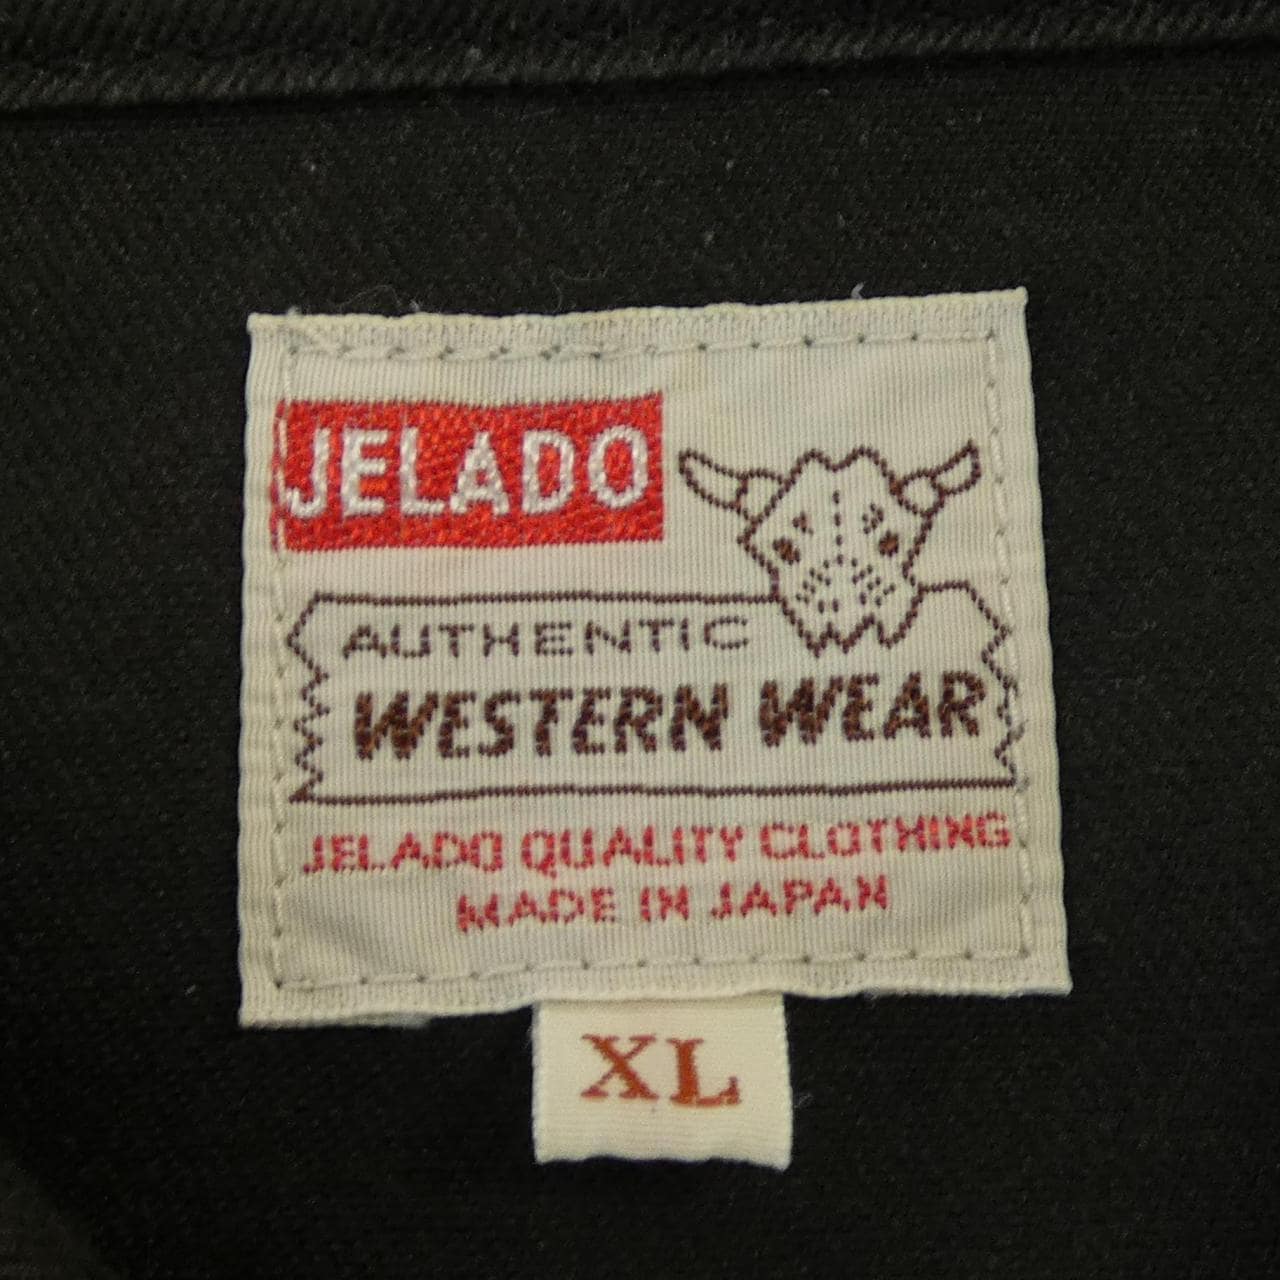 JELADO
AUTHENTIC
WESTERN WEAR
JELADO QUALITY CLOTHING
MADE IN JAPAN
XL